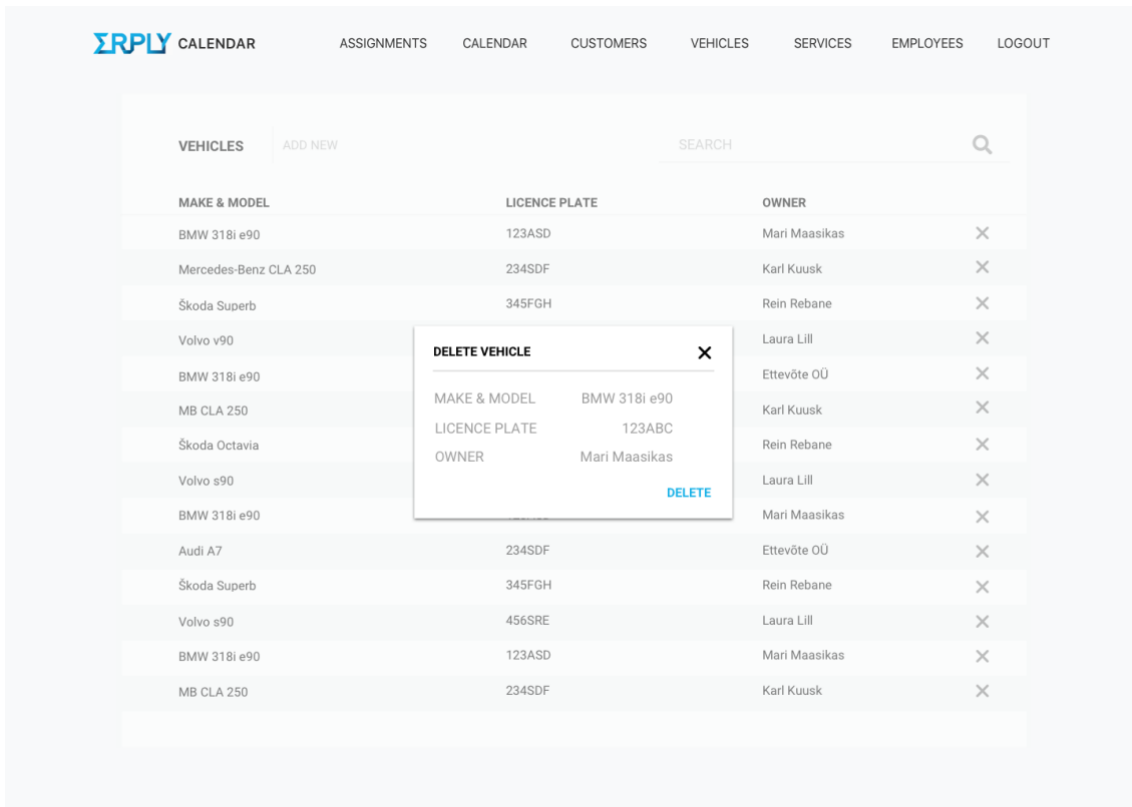 ERPLY CALENDAR ASSIGNMENTS CALENDAR CUSTOMERS VEHICLES SERVICES EMPLOYEES LOGOUT
VEHICLES ADD NEW SEARCH
MAKE & MODEL LICENCE PLATE OWNER
BMW 318i e90 123ASD Mari Maasikas
Mercedes-Benz CLA 250 234SDF Karl Kuusk
Škoda Superb 345FGH Rein Rebane
Volvo v90 Laura Lill
BMW 318i e90 Ettevõte OÜ
MB CLA 250 Karl Kuusk
Škoda Octavia Rein Rebane
Volvo s90 Laura Lill
BMW 318i e90 Mari Maasikas
Audi A7 234SDF Ettevõte OÜ
Škoda Superb 345FGH Rein Rebane
Volvo s90 456SRE Laura Lill
BMW 318i e90 123ASD Mari Maasikas
MB CLA 250 234SDF Karl Kuusk
DELETE VEHICLE
MAKE & MODEL BMW 318i e90
LICENCE PLATE 123ABC
OWNER Mari Maasikas
DELETE